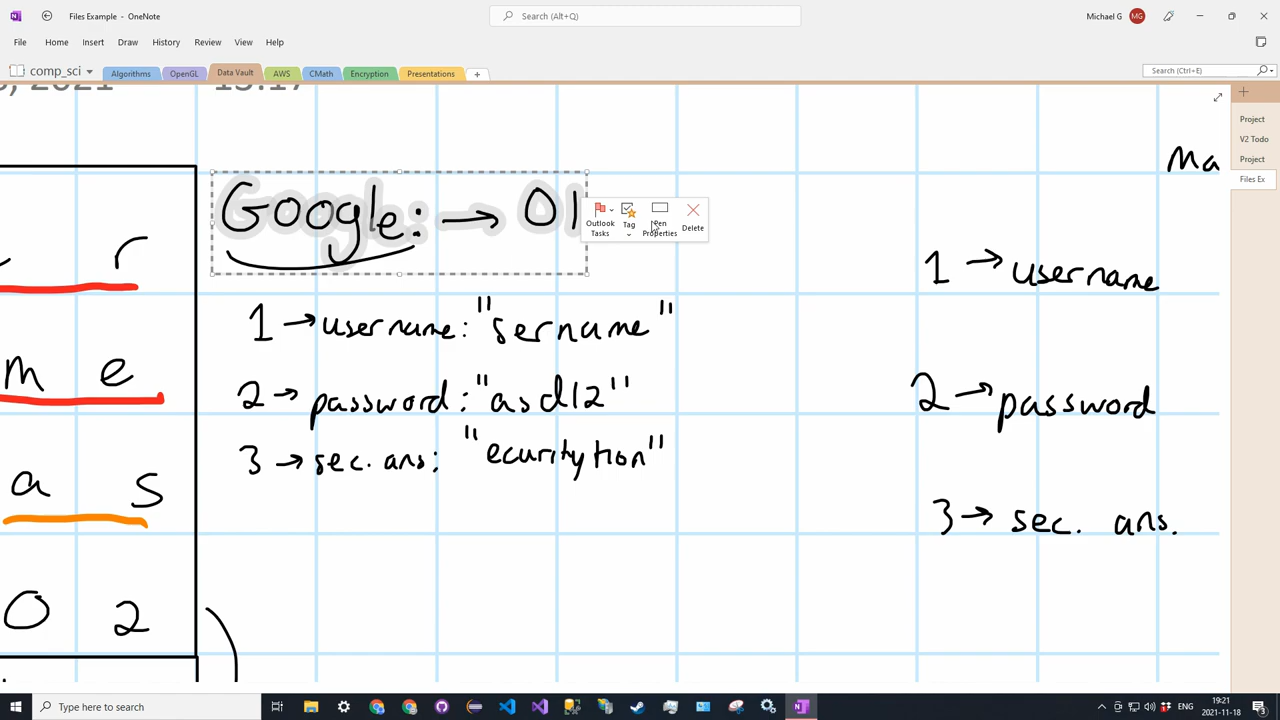 Files Example - OneNote
Search (Alt+Q)
Michael G
MG
File Home Insert Draw History Review View Help
comp_sci
Algorithms OpenGL Data Vault AWS CMath Encryption Presentations +
Search (Ctrl+E)
Project
V2 Todo
Project
Files Ex
Ma
Google: → 01
Outlook Tasks
Tag
Pen Properties
Delete
r
1 → username: "sername"
1 → username
m e
2 → password: "asd12"
2 → password
3 → sec. ans: "ecuritytion"
a s
3 → sec. ans.
0 2
Type here to search
ENG
19:21
2021-11-18